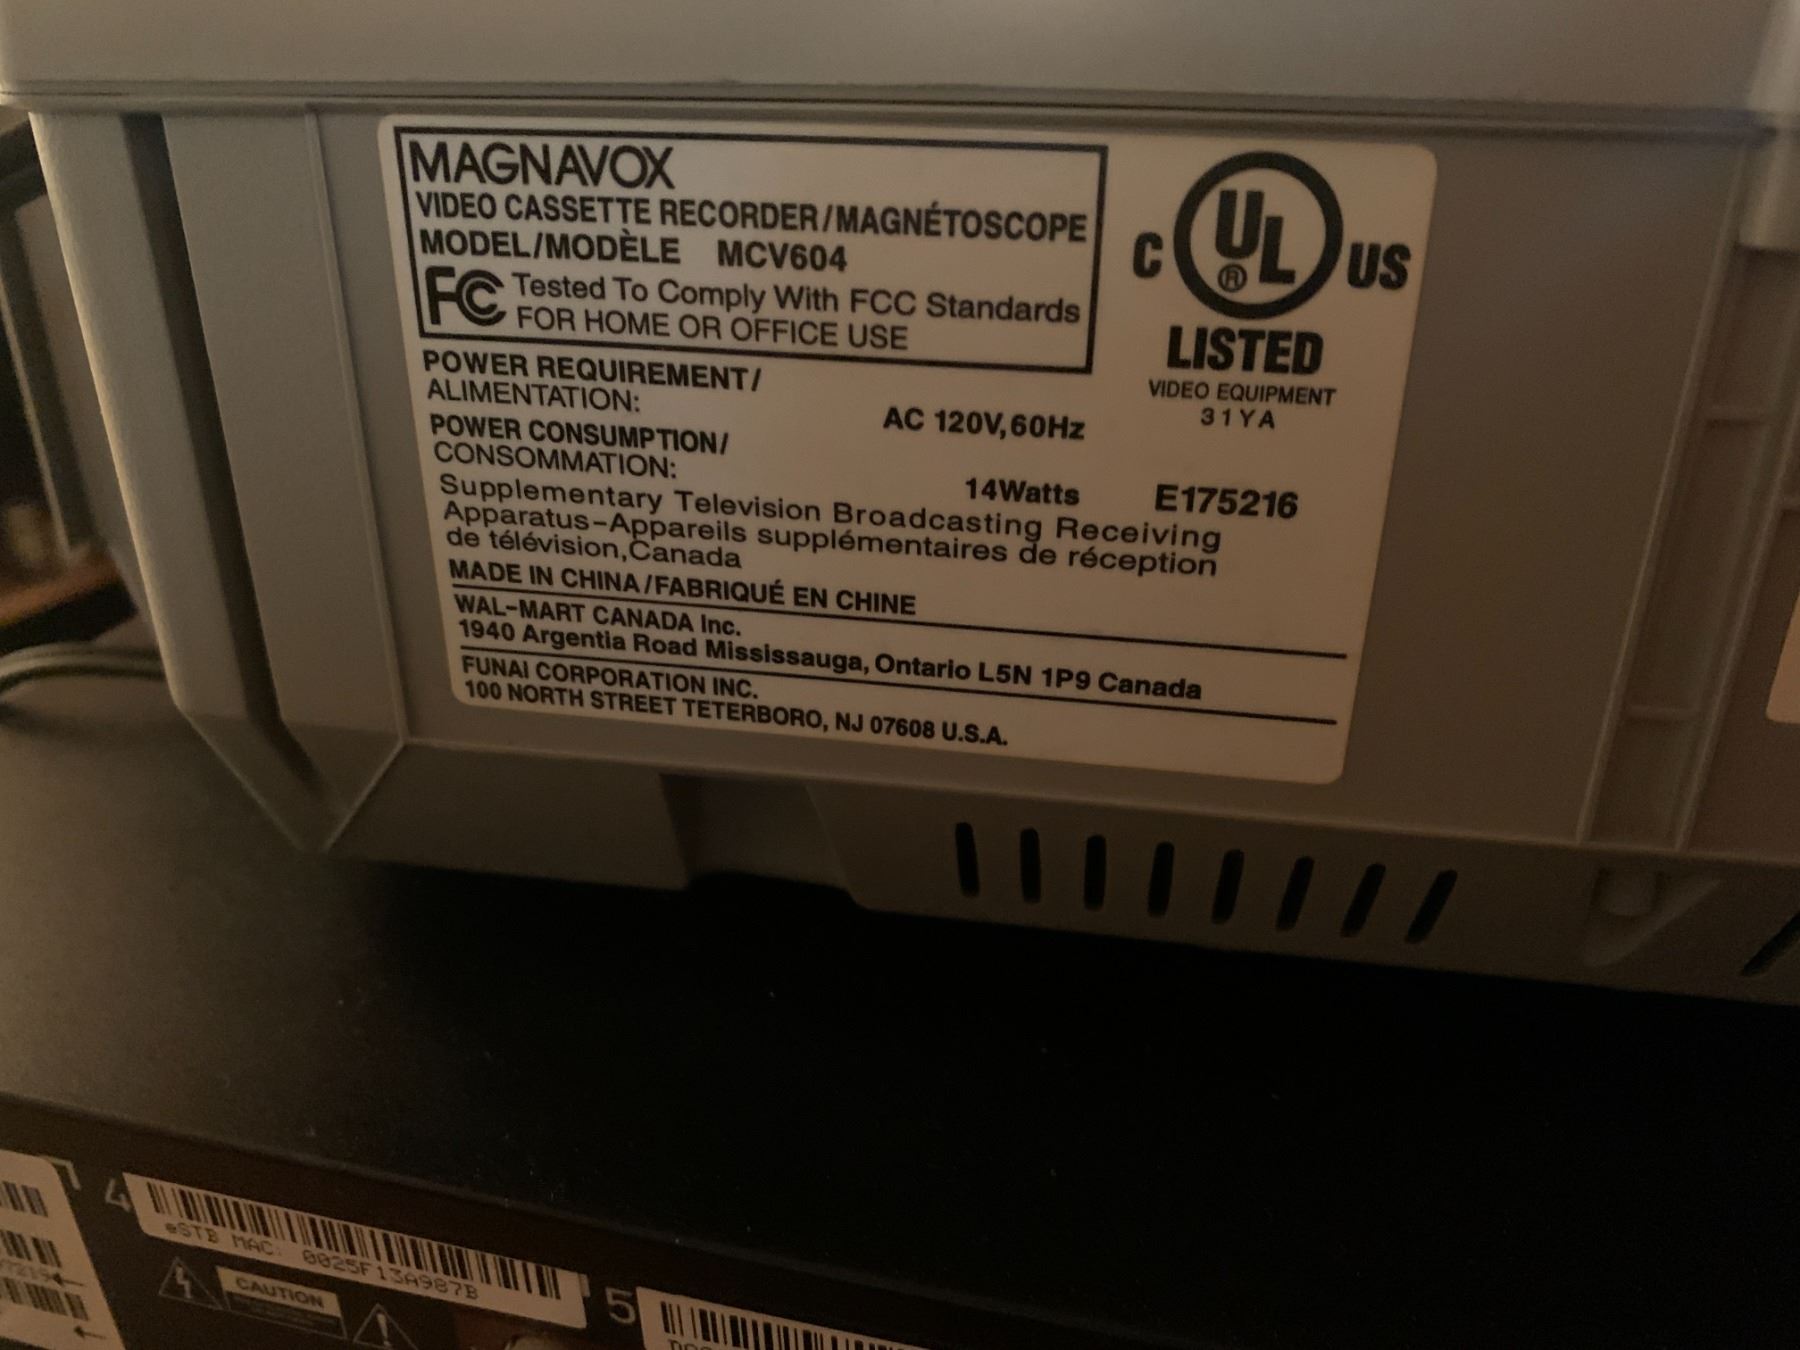 MAGNAVOX
VIDEO CASSETTE RECORDER/MAGNÉTOSCOPE
MODEL/MODÈLE MCV604
FC Tested To Comply With FCC Standards
FOR HOME OR OFFICE USE
C UL® US
LISTED
VIDEO EQUIPMENT
31YA
E175216
POWER REQUIREMENT/
ALIMENTATION:
AC 120V,60Hz
POWER CONSUMPTION/
CONSOMMATION:
14Watts
Supplementary Television Broadcasting Receiving
Apparatus-Appareils supplémentaires de réception
de télévision,Canada
MADE IN CHINA/FABRIQUÉ EN CHINE
WAL-MART CANADA Inc.
1940 Argentia Road Mississauga, Ontario L5N 1P9 Canada
FUNAI CORPORATION INC.
100 NORTH STREET TETERBORO, NJ 07608 U.S.A.
4
eSTB MAC: 0025F13A987B
CAUTION
5